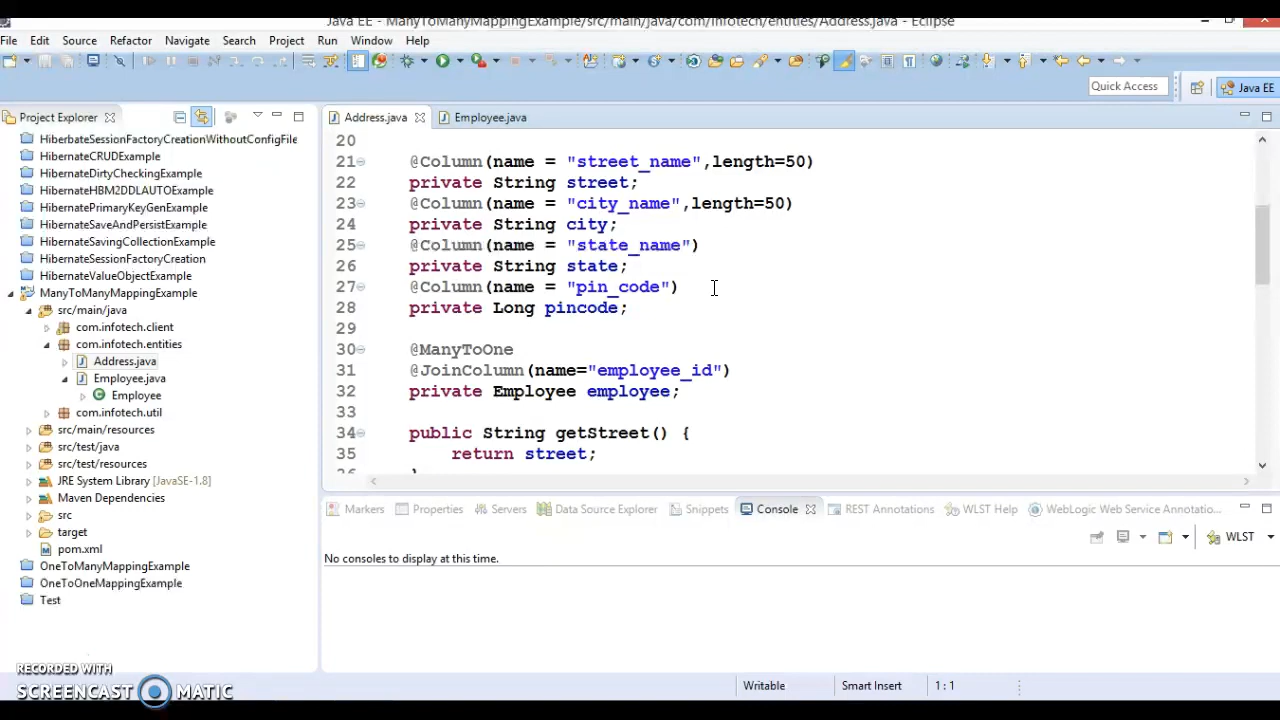 Java EE - ManyToManyMappingExample/src/main/java/com/infotech/entities/Address.java - Eclipse
File Edit Source Refactor Navigate Search Project Run Window Help
Quick Access
Java EE
Project Explorer
HiberbateSessionFactoryCreationWithoutConfigFile
HibernateCRUDExample
HibernateDirtyCheckingExample
HibernateHBM2DDLAUTOExample
HibernatePrimaryKeyGenExample
HibernateSaveAndPersistExample
HibernateSavingCollectionExample
HibernateSessionFactoryCreation
HibernateValueObjectExample
ManyToManyMappingExample
src/main/java
com.infotech.client
com.infotech.entities
Address.java
Employee.java
Employee
com.infotech.util
src/main/resources
src/test/java
src/test/resources
JRE System Library [JavaSE-1.8]
Maven Dependencies
src
target
pom.xml
OneToManyMappingExample
OneToOneMappingExample
Test
Address.java Employee.java
20
21 @Column(name = "street_name",length=50)
22 private String street;
23 @Column(name = "city_name",length=50)
24 private String city;
25 @Column(name = "state_name")
26 private String state;
27 @Column(name = "pin_code")
28 private Long pincode;
29
30 @ManyToOne
31 @JoinColumn(name="employee_id")
32 private Employee employee;
33
34 public String getStreet() {
35 return street;
36 }
Markers Properties Servers Data Source Explorer Snippets Console REST Annotations WLST Help WebLogic Web Service Annotatio...
WLST
No consoles to display at this time.
Writable Smart Insert 1 : 1
RECORDED WITH
SCREENCAST MATIC